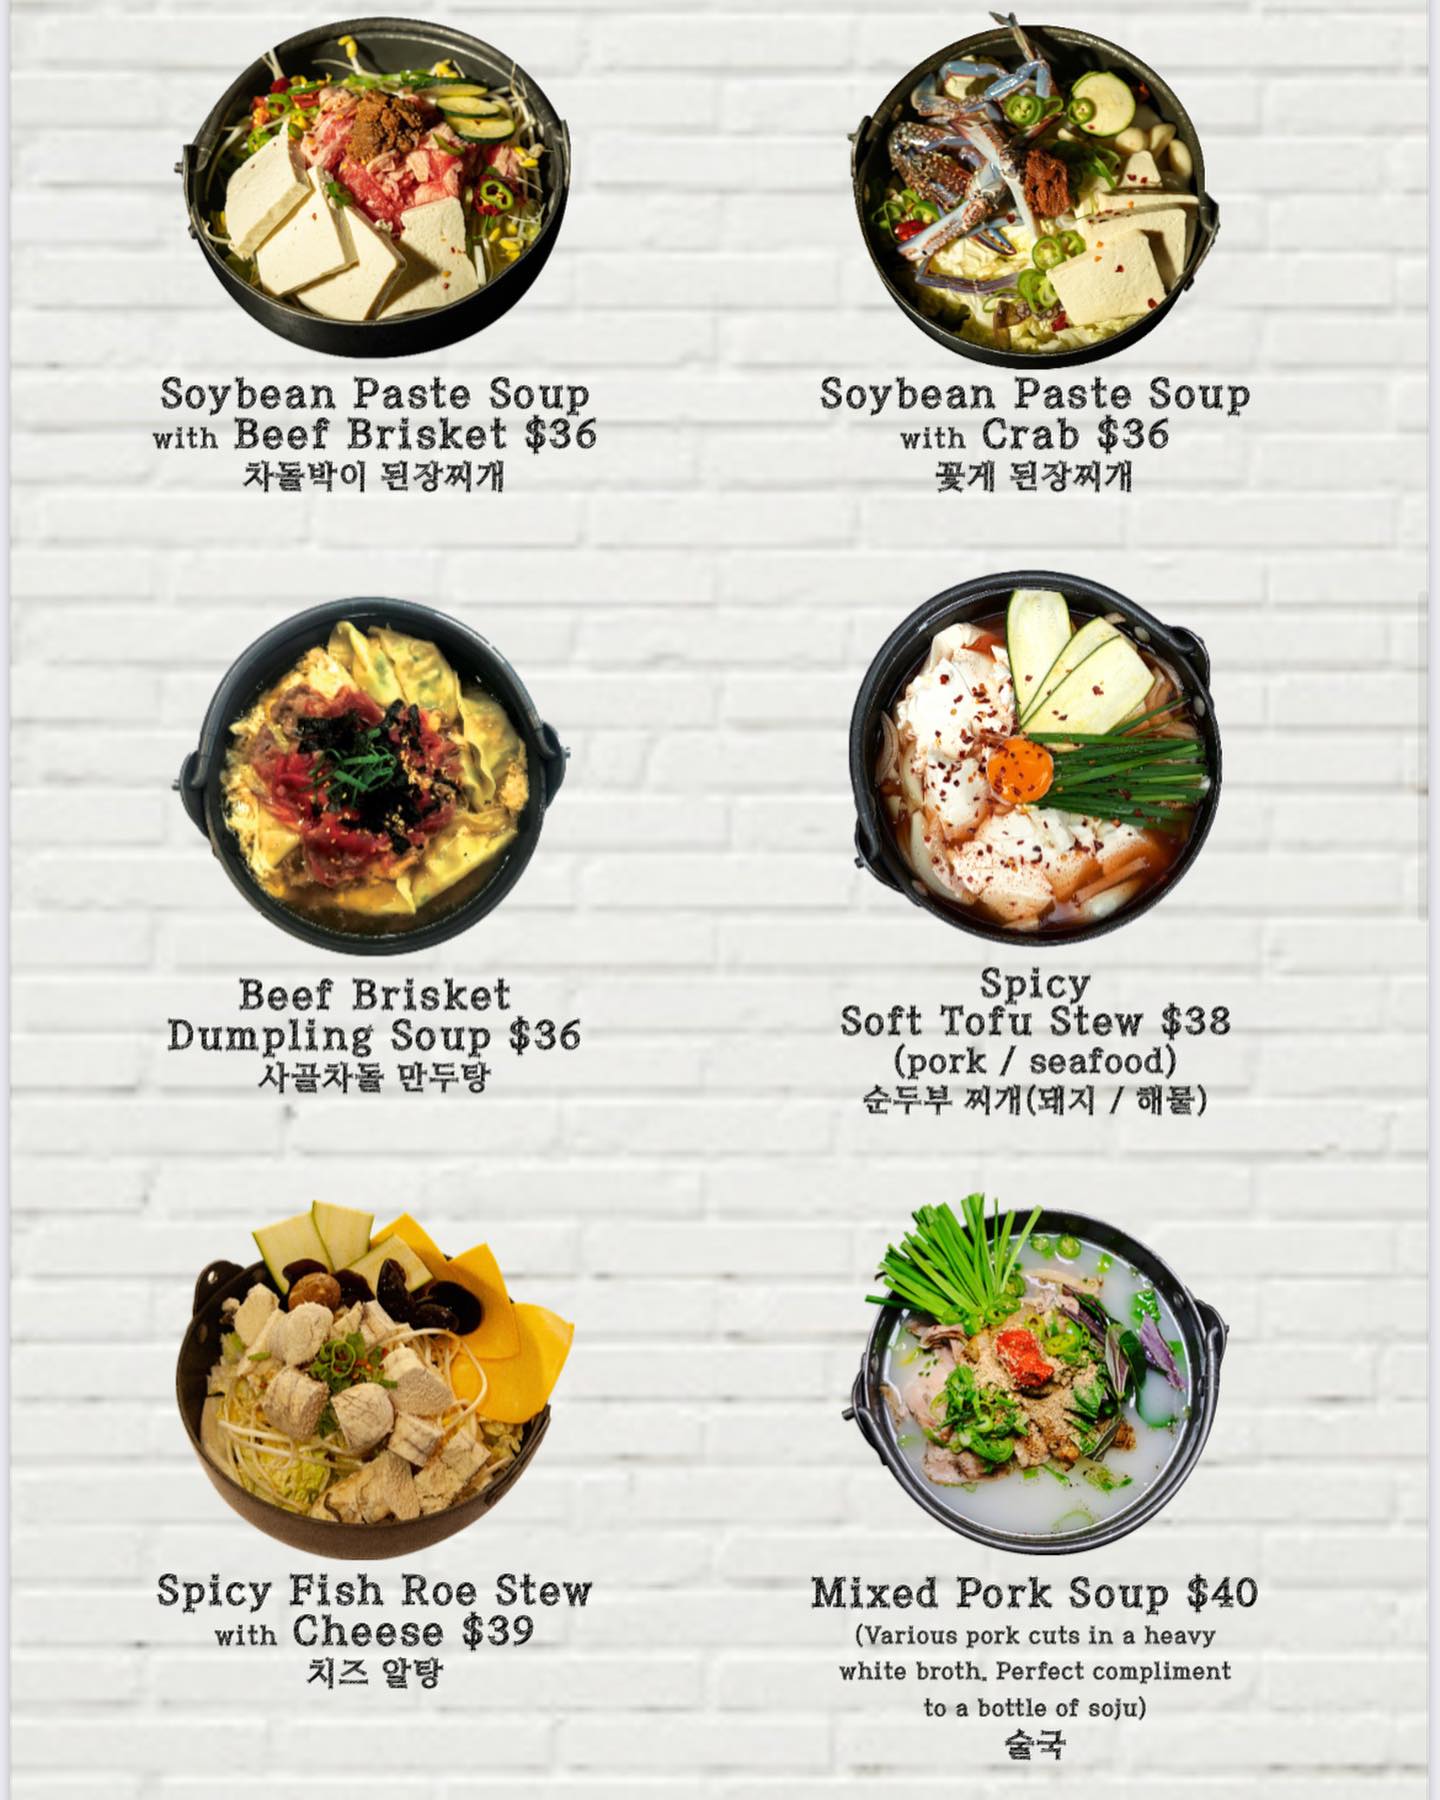 Soybean Paste Soup
with Beef Brisket $36
차돌박이 된장찌개
Soybean Paste Soup
with Crab $36
꽃게 된장찌개
Beef Brisket
Dumpling Soup $36
사골차돌 만두탕
Spicy
Soft Tofu Stew $38
(pork / seafood)
순두부 찌개(돼지 / 해물)
Spicy Fish Roe Stew
with Cheese $39
치즈 알탕
Mixed Pork Soup $40
(Various pork cuts in a heavy
white broth. Perfect compliment
to a bottle of soju)
술국